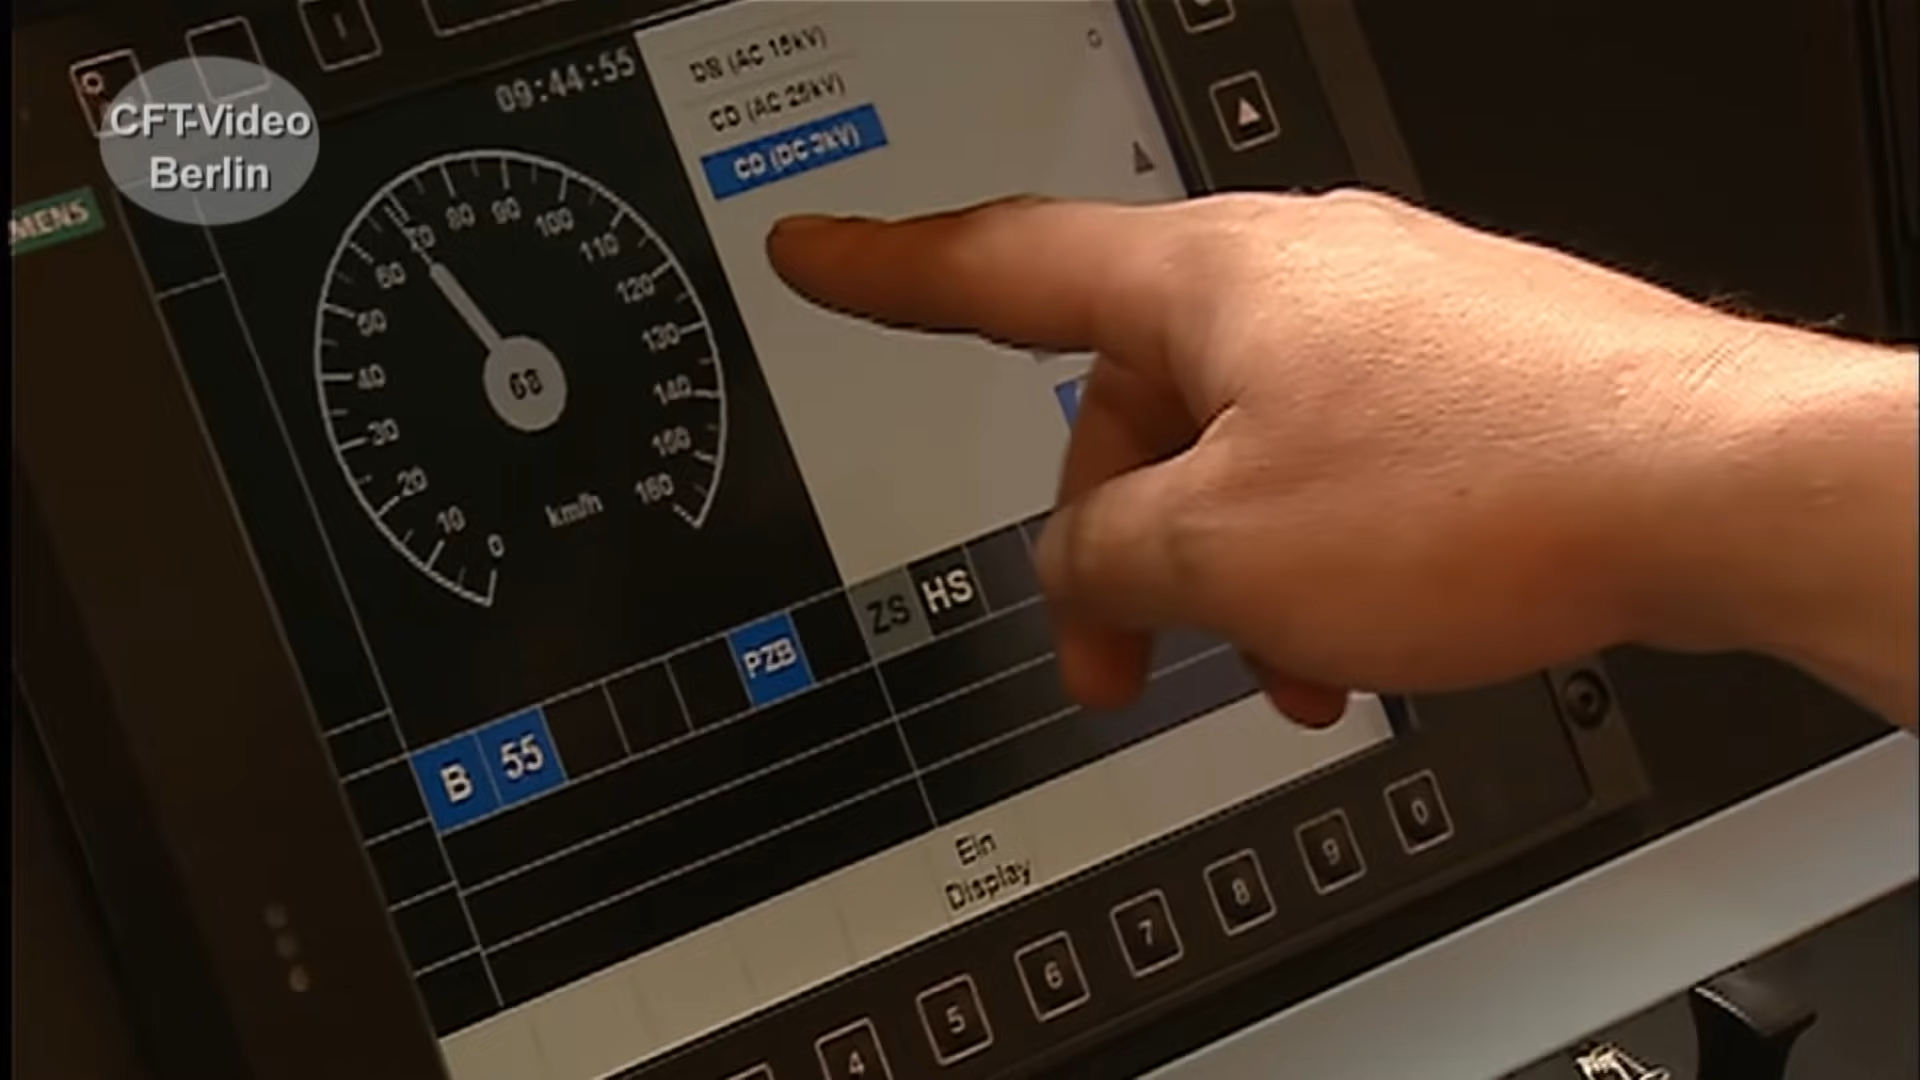 CFT-Video
Berlin
MENS
09:44:55
DB (AC 15kV)
CD (AC 25kV)
CD (DC 3kV)
0
10
20
30
40
50
60
70
80
90
100
110
120
130
140
150
160
68
km/h
B
55
PZB
ZS
HS
Ein
Display
4
5
6
7
8
9
0